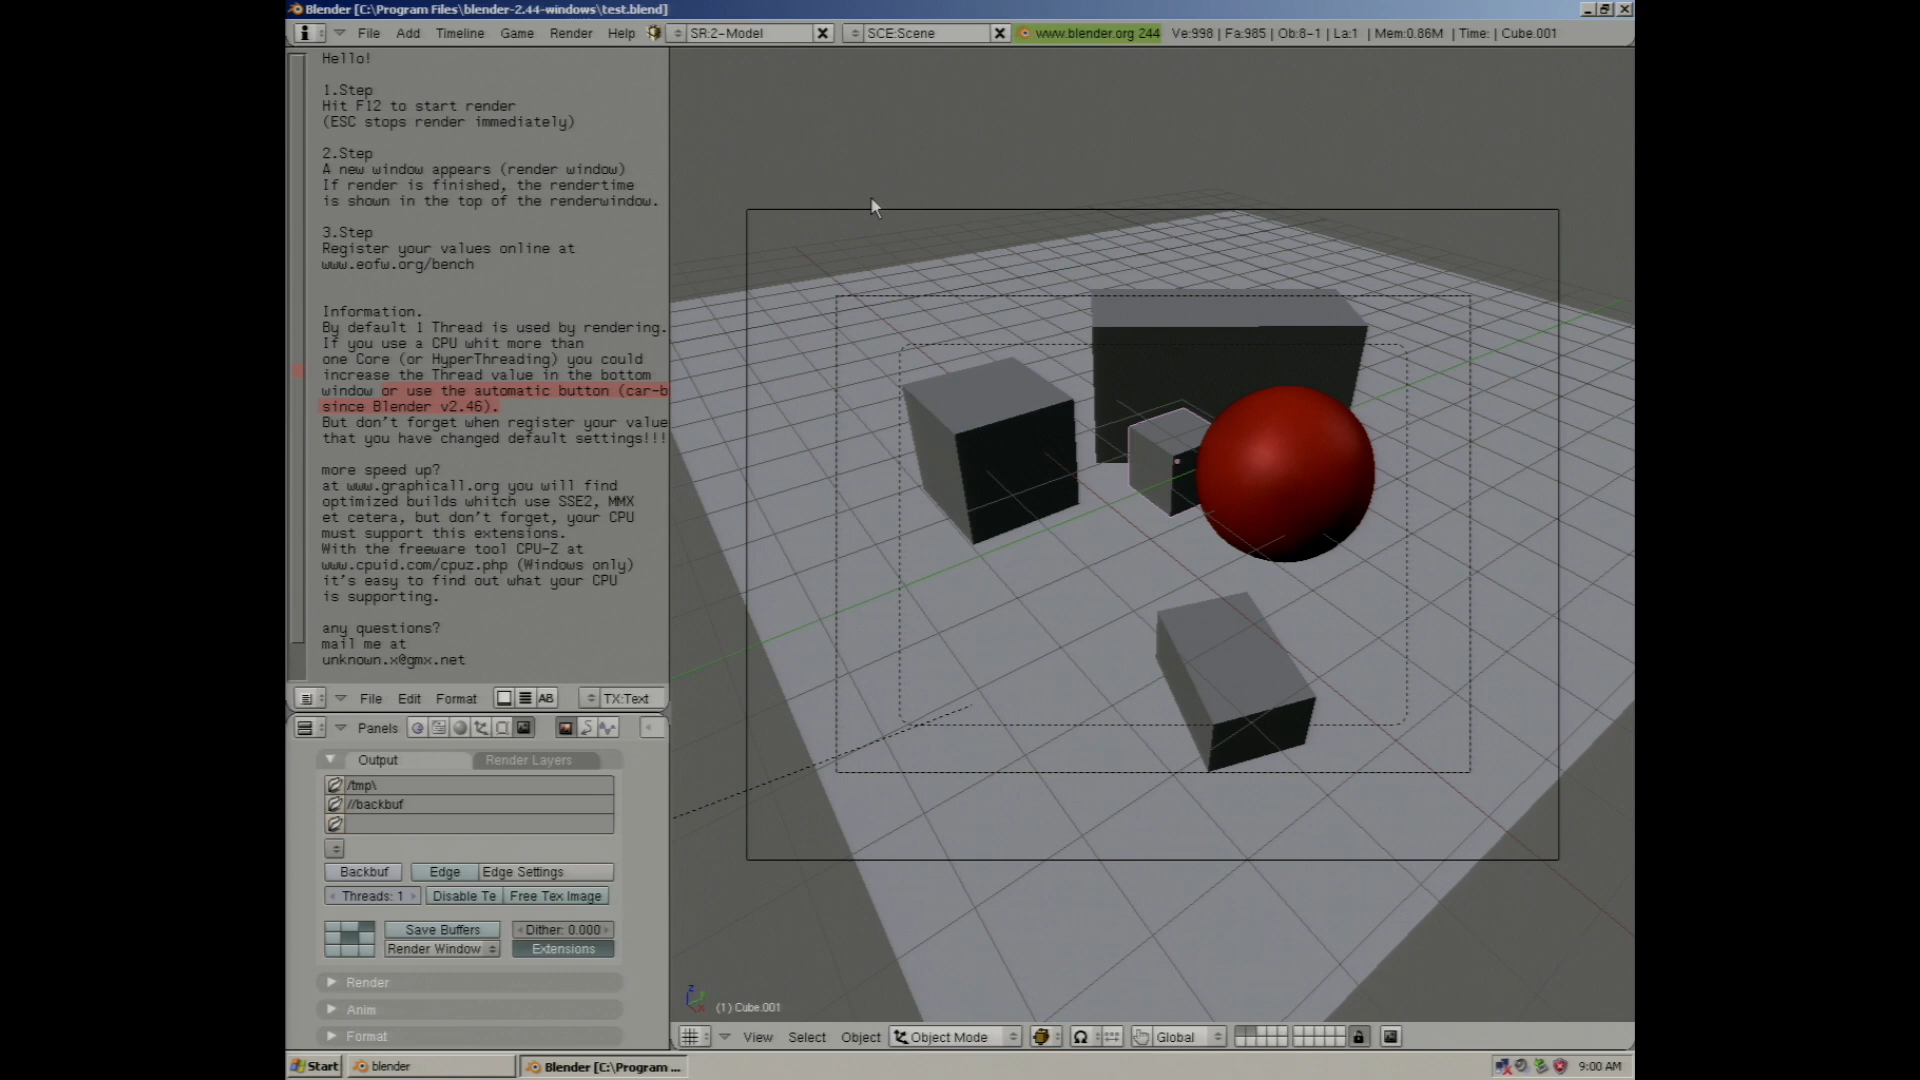 Blender [C:\Program Files\blender-2.44-windows\test.blend]
File Add Timeline Game Render Help SR:2-Model SCE:Scene www.blender.org 244 Ve:998 | Fa:985 | Ob:8-1 | La:1 | Mem:0.86M | Time: | Cube.001
Hello!
1.Step
Hit F12 to start render
(ESC stops render immediately)
2.Step
A new window appears (render window)
If render is finished, the rendertime
is shown in the top of the renderwindow.
3.Step
Register your values online at
www.eofw.org/bench
Information.
By default 1 Thread is used by rendering.
If you use a CPU whit more than
one Core (or HyperThreading) you could
increase the Thread value in the bottom
window or use the automatic button (car-b
since Blender v2.46).
But don't forget when register your value
that you have changed default settings!!!
more speed up?
at www.graphicall.org you will find
optimized builds whitch use SSE2, MMX
et cetera, but don't forget, your CPU
must support this extensions.
With the freeware tool CPU-Z at
www.cpuid.com/cpuz.php (Windows only)
it's easy to find out what your CPU
is supporting.
any questions?
mail me at
unknown.x@gmx.net
File Edit Format AB TX:Text
Panels
Output Render Layers
/tmp\
//backbuf
Backbuf Edge Edge Settings
Threads: 1 Disable Te Free Tex Image
Save Buffers Dither: 0.000
Render Window Extensions
Render
Anim
Format
z y x
(1) Cube.001
View Select Object Object Mode Global
Start blender Blender [C:\Program ... 9:00 AM